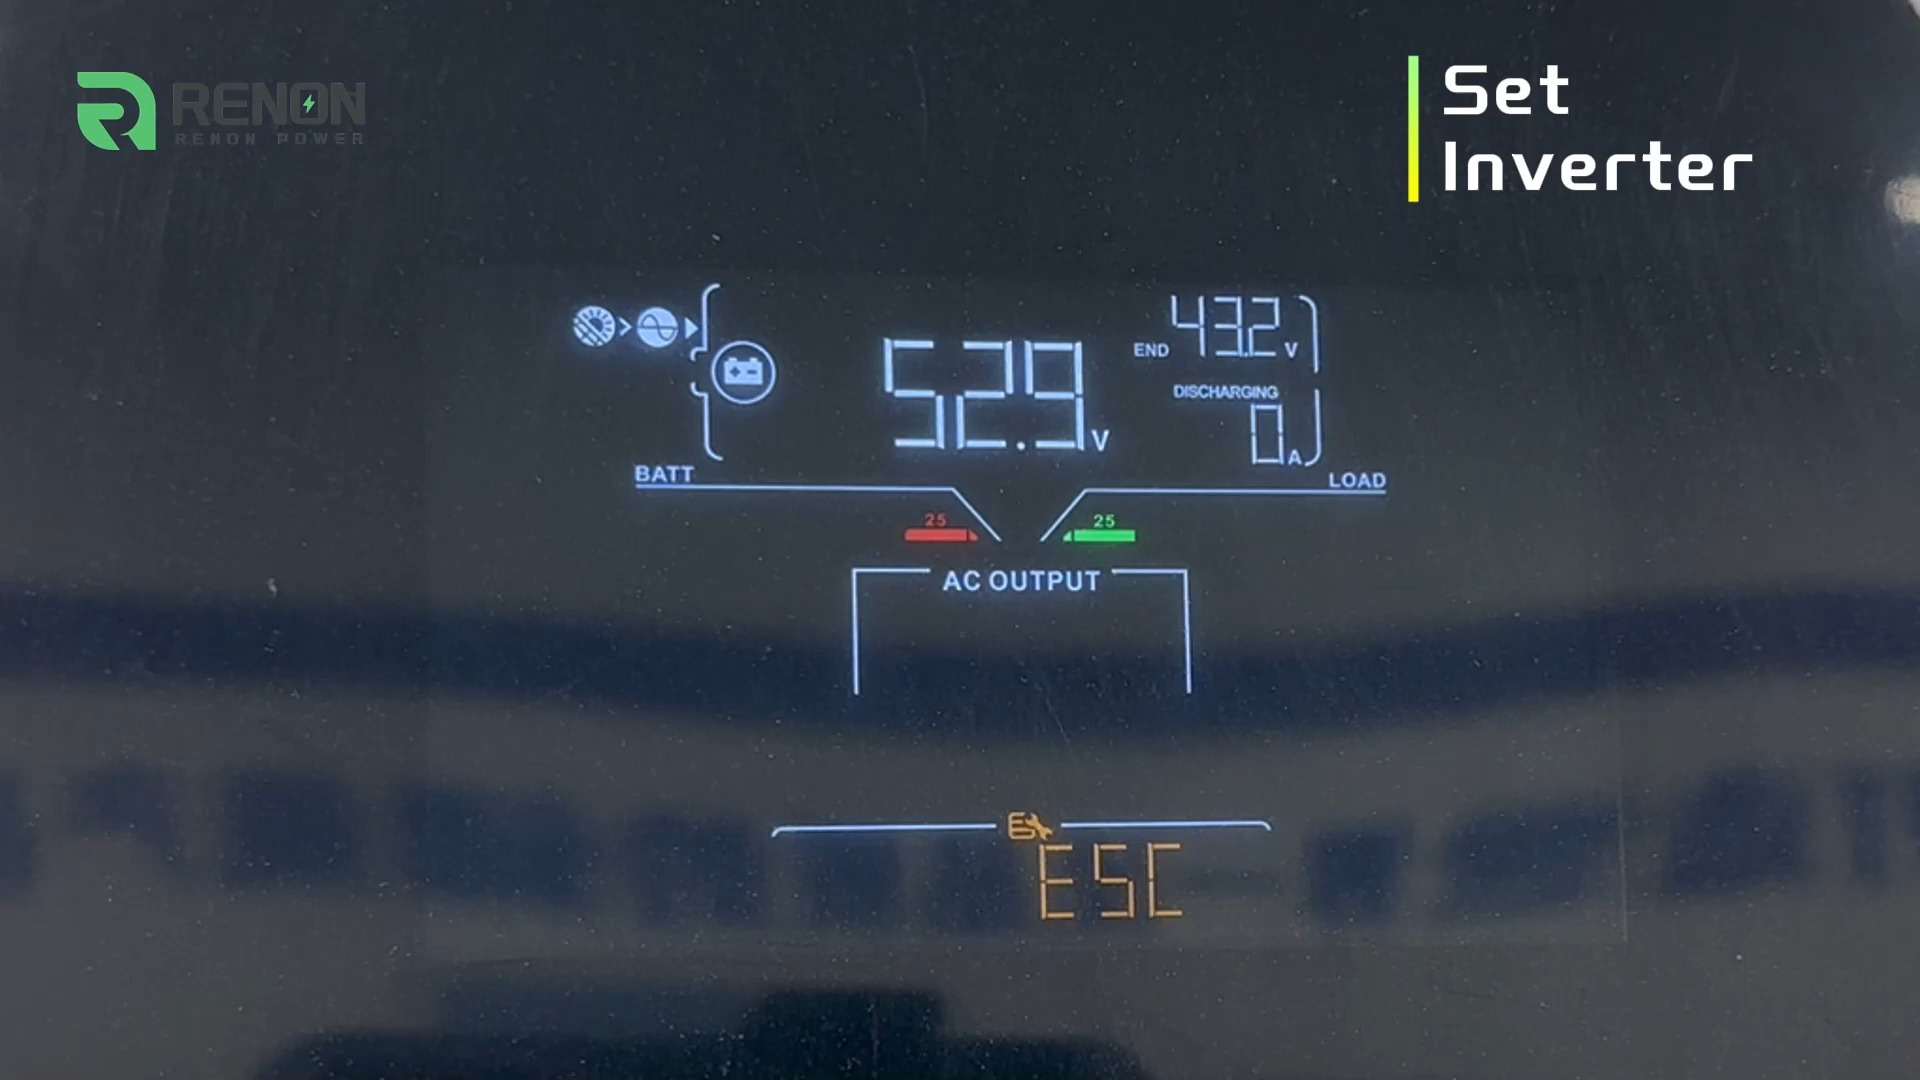 RENON
RENON POWER
Set
Inverter
END 43.2 V
52.9 V
DISCHARGING
0 A
BATT
LOAD
25
25
AC OUTPUT
ESC